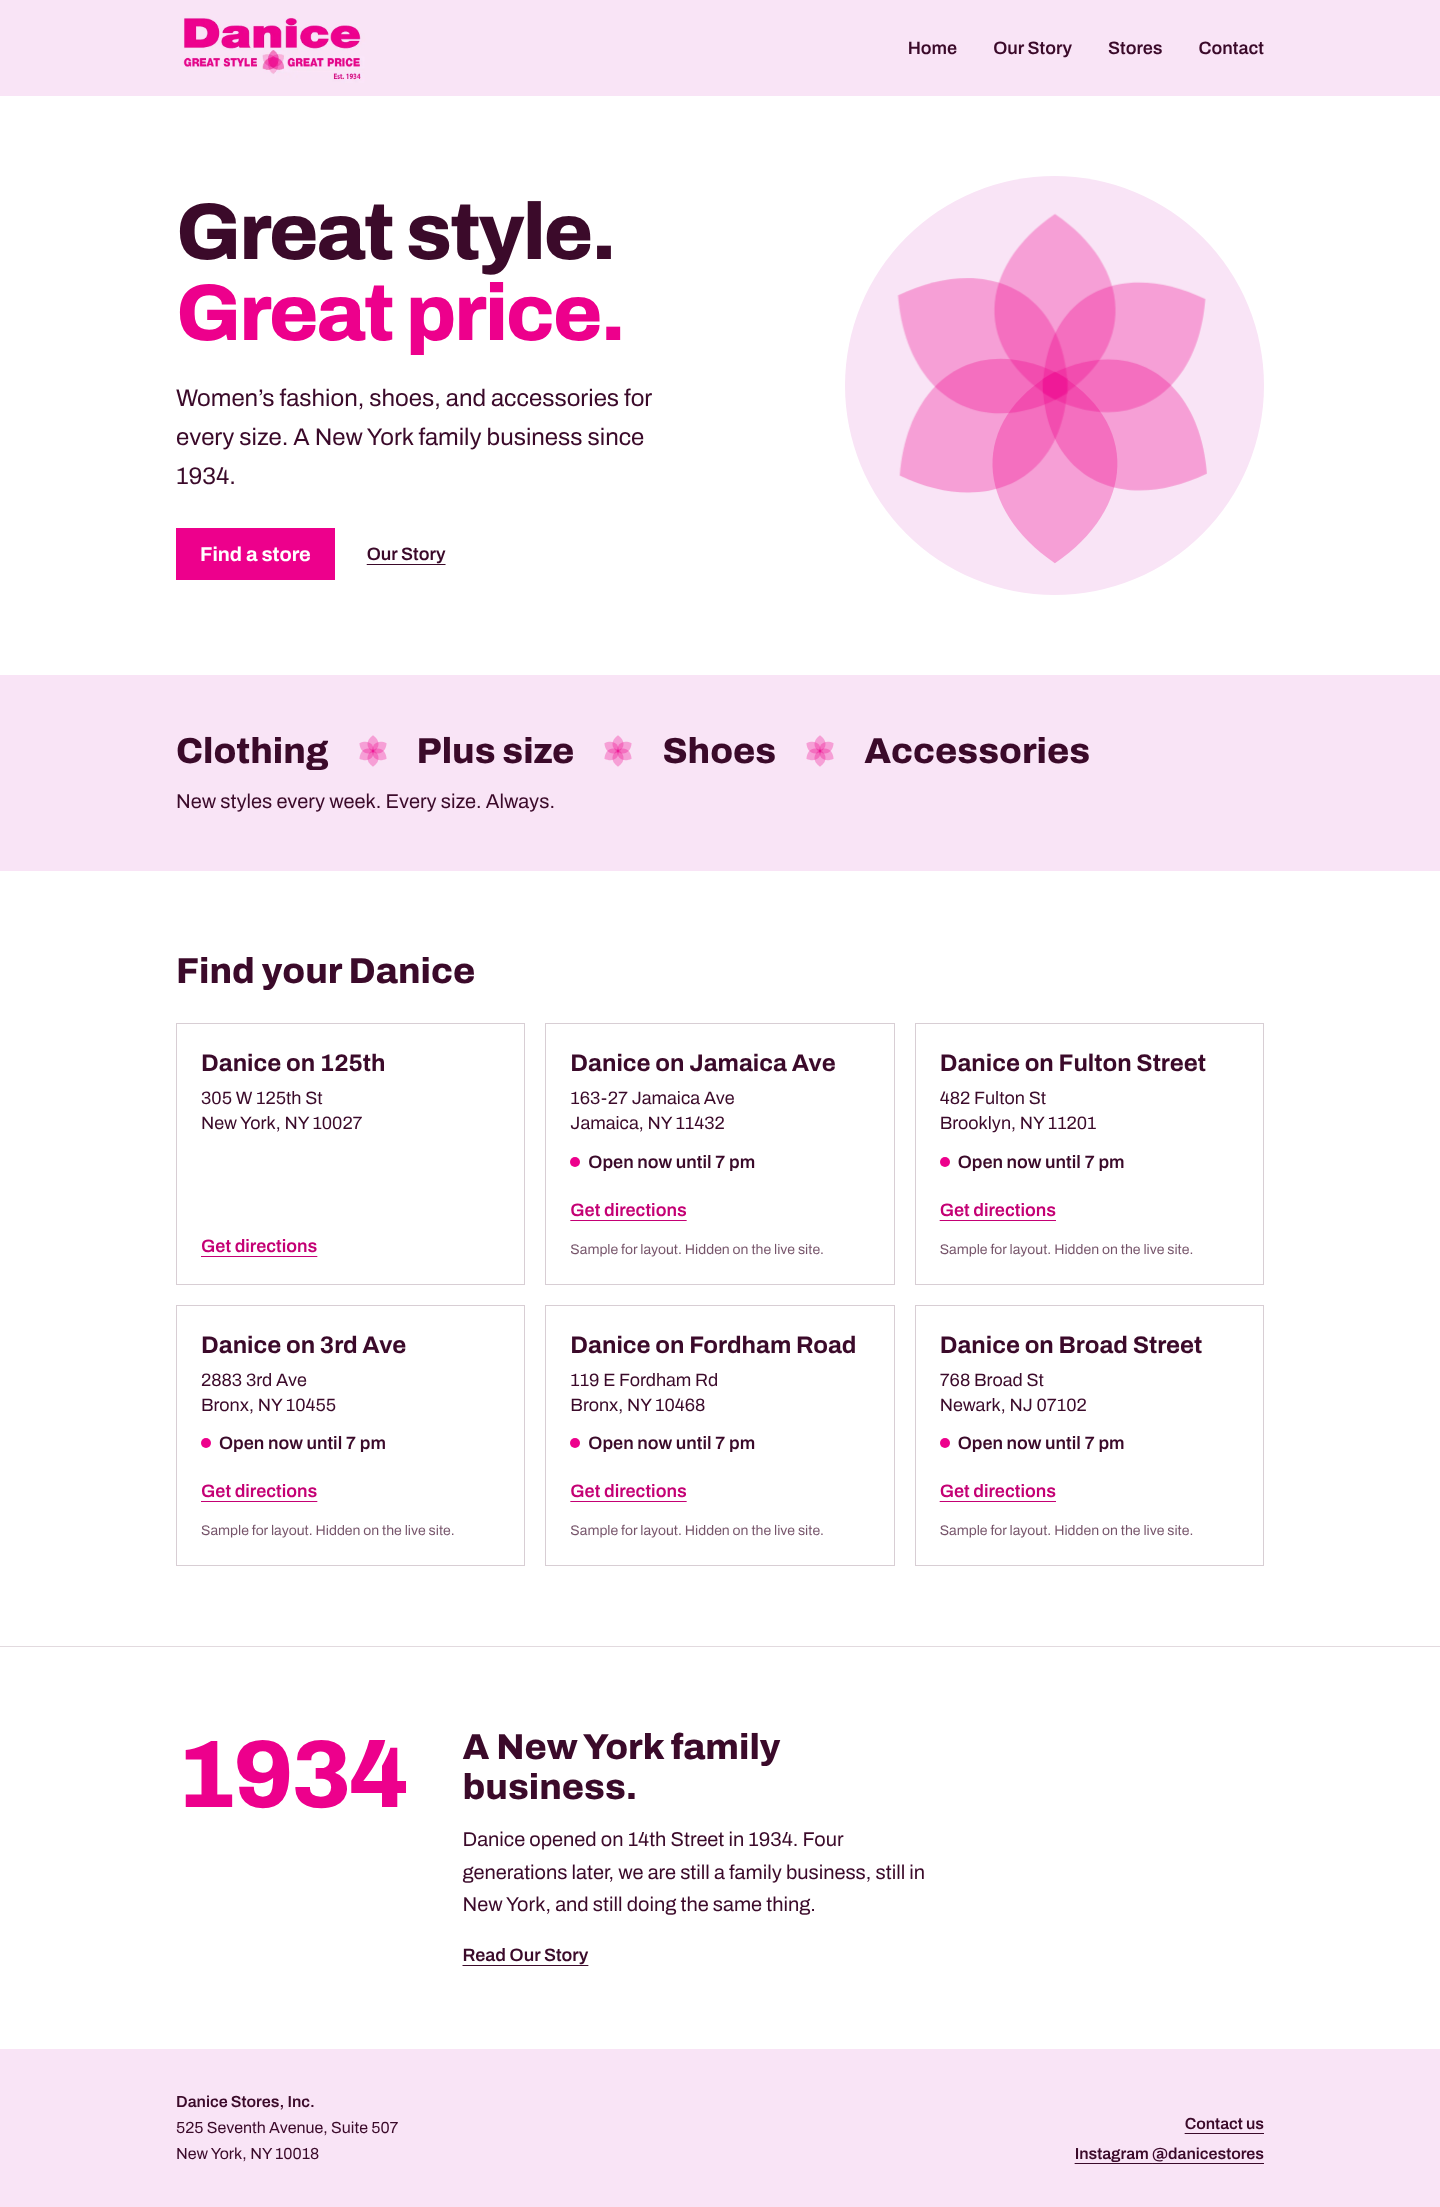 Danice
GREAT STYLE GREAT PRICE
Est. 1934
Home Our Story Stores Contact
Great style.
Great price.
Women’s fashion, shoes, and accessories for
every size. A New York family business since
1934.
Find a store Our Story
Clothing Plus size Shoes Accessories
New styles every week. Every size. Always.
Find your Danice
Danice on 125th
305 W 125th St
New York, NY 10027
Get directions
Danice on Jamaica Ave
163-27 Jamaica Ave
Jamaica, NY 11432
Open now until 7 pm
Get directions
Sample for layout. Hidden on the live site.
Danice on Fulton Street
482 Fulton St
Brooklyn, NY 11201
Open now until 7 pm
Get directions
Sample for layout. Hidden on the live site.
Danice on 3rd Ave
2883 3rd Ave
Bronx, NY 10455
Open now until 7 pm
Get directions
Sample for layout. Hidden on the live site.
Danice on Fordham Road
119 E Fordham Rd
Bronx, NY 10468
Open now until 7 pm
Get directions
Sample for layout. Hidden on the live site.
Danice on Broad Street
768 Broad St
Newark, NJ 07102
Open now until 7 pm
Get directions
Sample for layout. Hidden on the live site.
1934
A New York family
business.
Danice opened on 14th Street in 1934. Four
generations later, we are still a family business, still in
New York, and still doing the same thing.
Read Our Story
Danice Stores, Inc.
525 Seventh Avenue, Suite 507
New York, NY 10018
Contact us
Instagram @danicestores